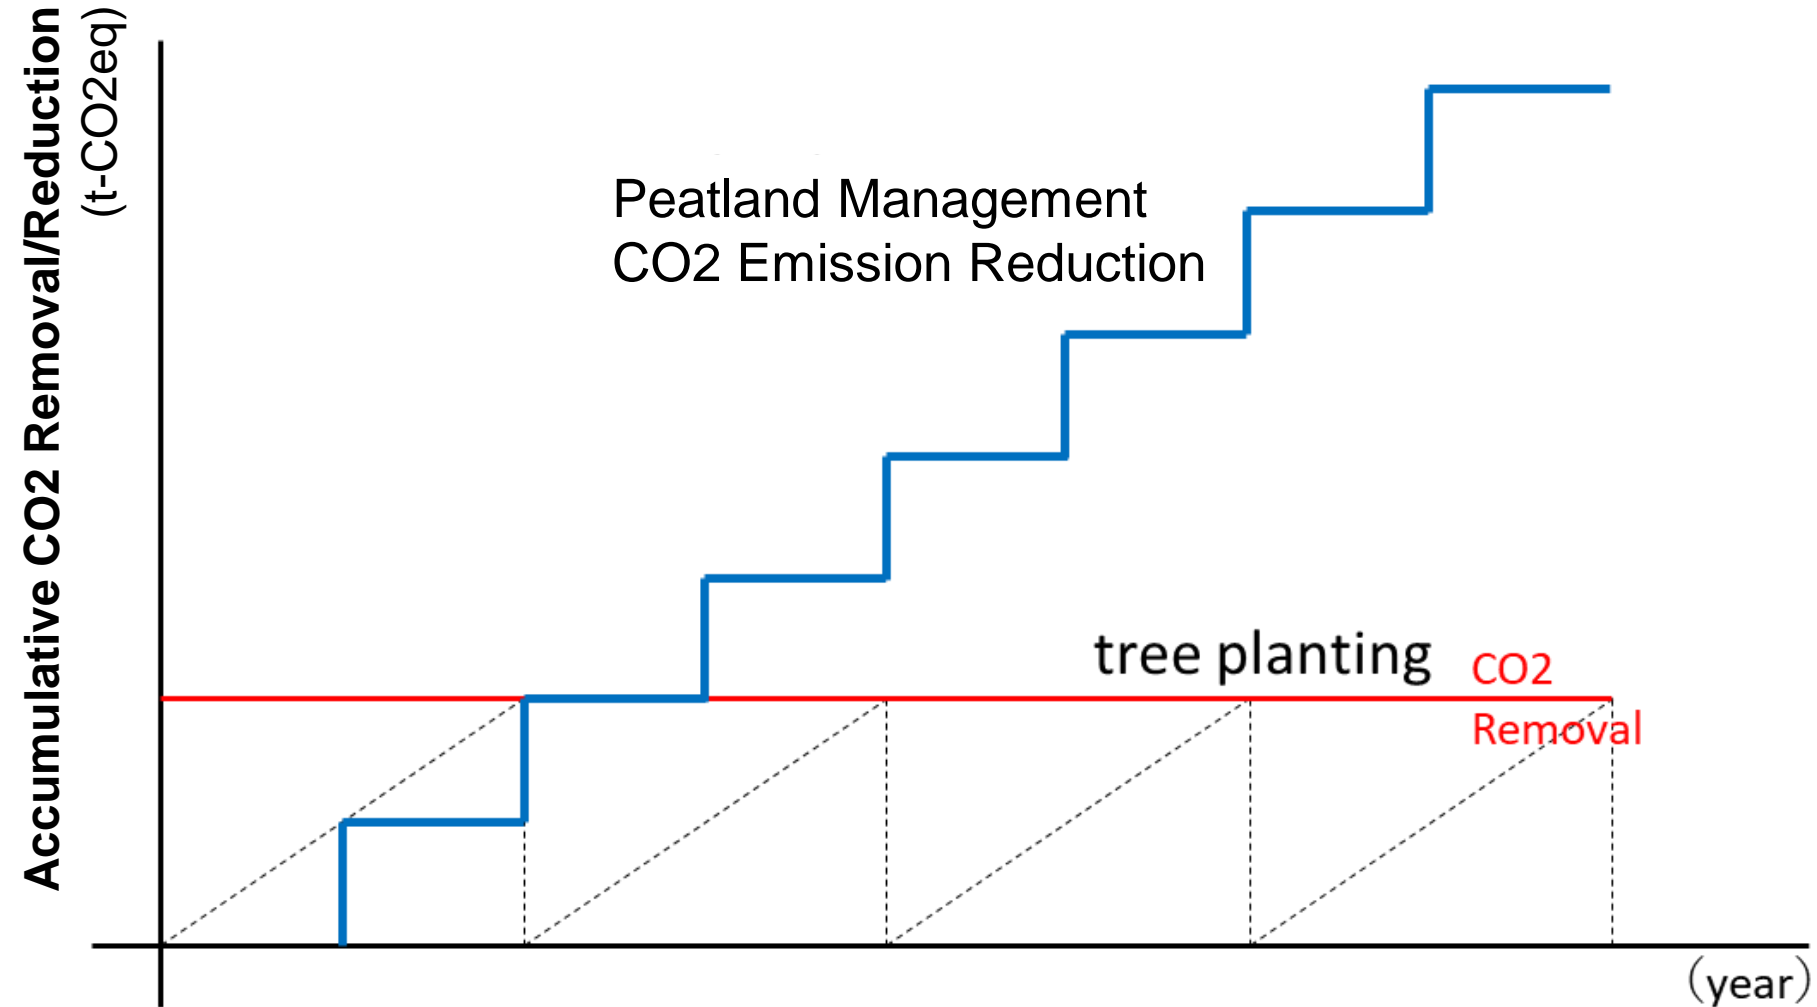 Accumulative CO2 Removal/Reduction
(t-CO2eq)
Peatland Management
CO2 Emission Reduction
tree planting
CO2
Removal
（year）